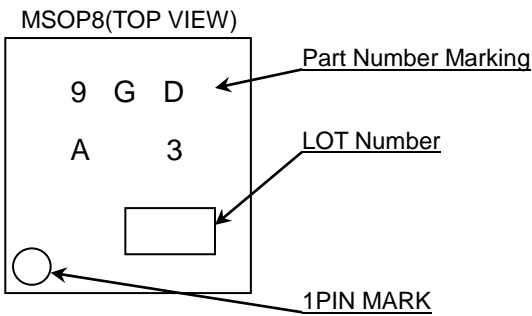 MSOP8(TOP VIEW)
Part Number Marking
9 G D
A 3
LOT Number
1PIN MARK